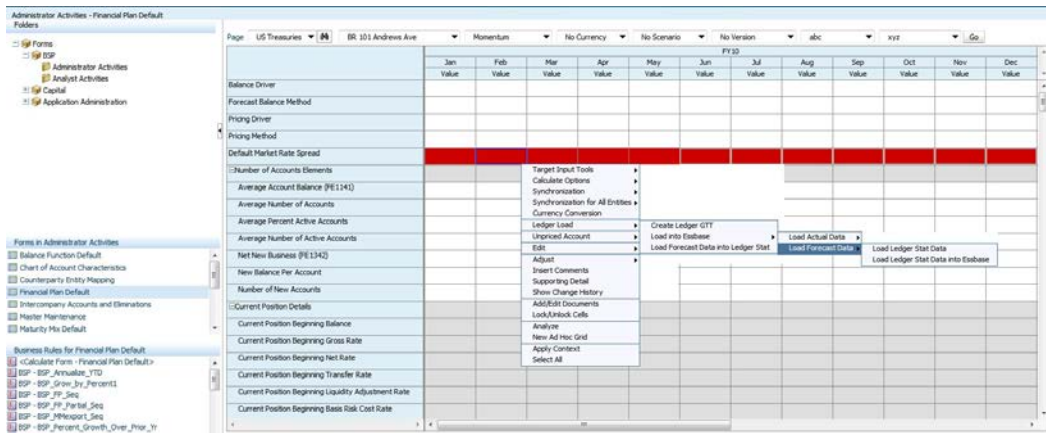 Administrator Activities - Financial Plan Default
Folders
Forms
BSP
Administrator Activities
Analyst Activities
Capital
Application Administration
Forms in Administrator Activities
Balance Function Default
Chart of Account Characteristics
Counterparty Entity Mapping
Financial Plan Default
Intercompany Accounts and Eliminations
Master Maintenance
Maturity Mix Default
Business Rules for Financial Plan Default
<Calculate Form - Financial Plan Default>
BSP - BSP_Annualize_YTD
BSP - BSP_Grow_by_Percent1
BSP - BSP_FP_Seq
BSP - BSP_FP_Partial_Seq
BSP - BSP_MMexport_Seq
BSP - BSP_Percent_Growth_Over_Prior_Yr
Page US Treasuries BR 101 Andrews Ave Momentum No Currency No Scenario No Version abc xyz Go
FY10
Jan Feb Mar Apr May Jun Jul Aug Sep Oct Nov Dec
Value Value Value Value Value Value Value Value Value Value Value Value
Balance Driver
Forecast Balance Method
Pricing Driver
Pricing Method
Default Market Rate Spread
Number of Accounts Elements
Average Account Balance (FE1141)
Average Number of Accounts
Average Percent Active Accounts
Average Number of Active Accounts
Net New Business (FE1342)
New Balance Per Account
Number of New Accounts
Current Position Details
Current Position Beginning Balance
Current Position Beginning Gross Rate
Current Position Beginning Net Rate
Current Position Beginning Transfer Rate
Current Position Beginning Liquidity Adjustment Rate
Current Position Beginning Basis Risk Cost Rate
Target Input Tools
Calculate Options
Synchronization
Synchronization for All Entities
Currency Conversion
Ledger Load
Unpriced Account
Edit
Adjust
Insert Comments
Supporting Detail
Show Change History
Add/Edit Documents
Lock/Unlock Cells
Analyze
New Ad Hoc Grid
Apply Context
Select All
Create Ledger GTT
Load into Essbase
Load Forecast Data into Ledger Stat
Load Actual Data
Load Forecast Data
Load Ledger Stat Data
Load Ledger Stat Data into Essbase